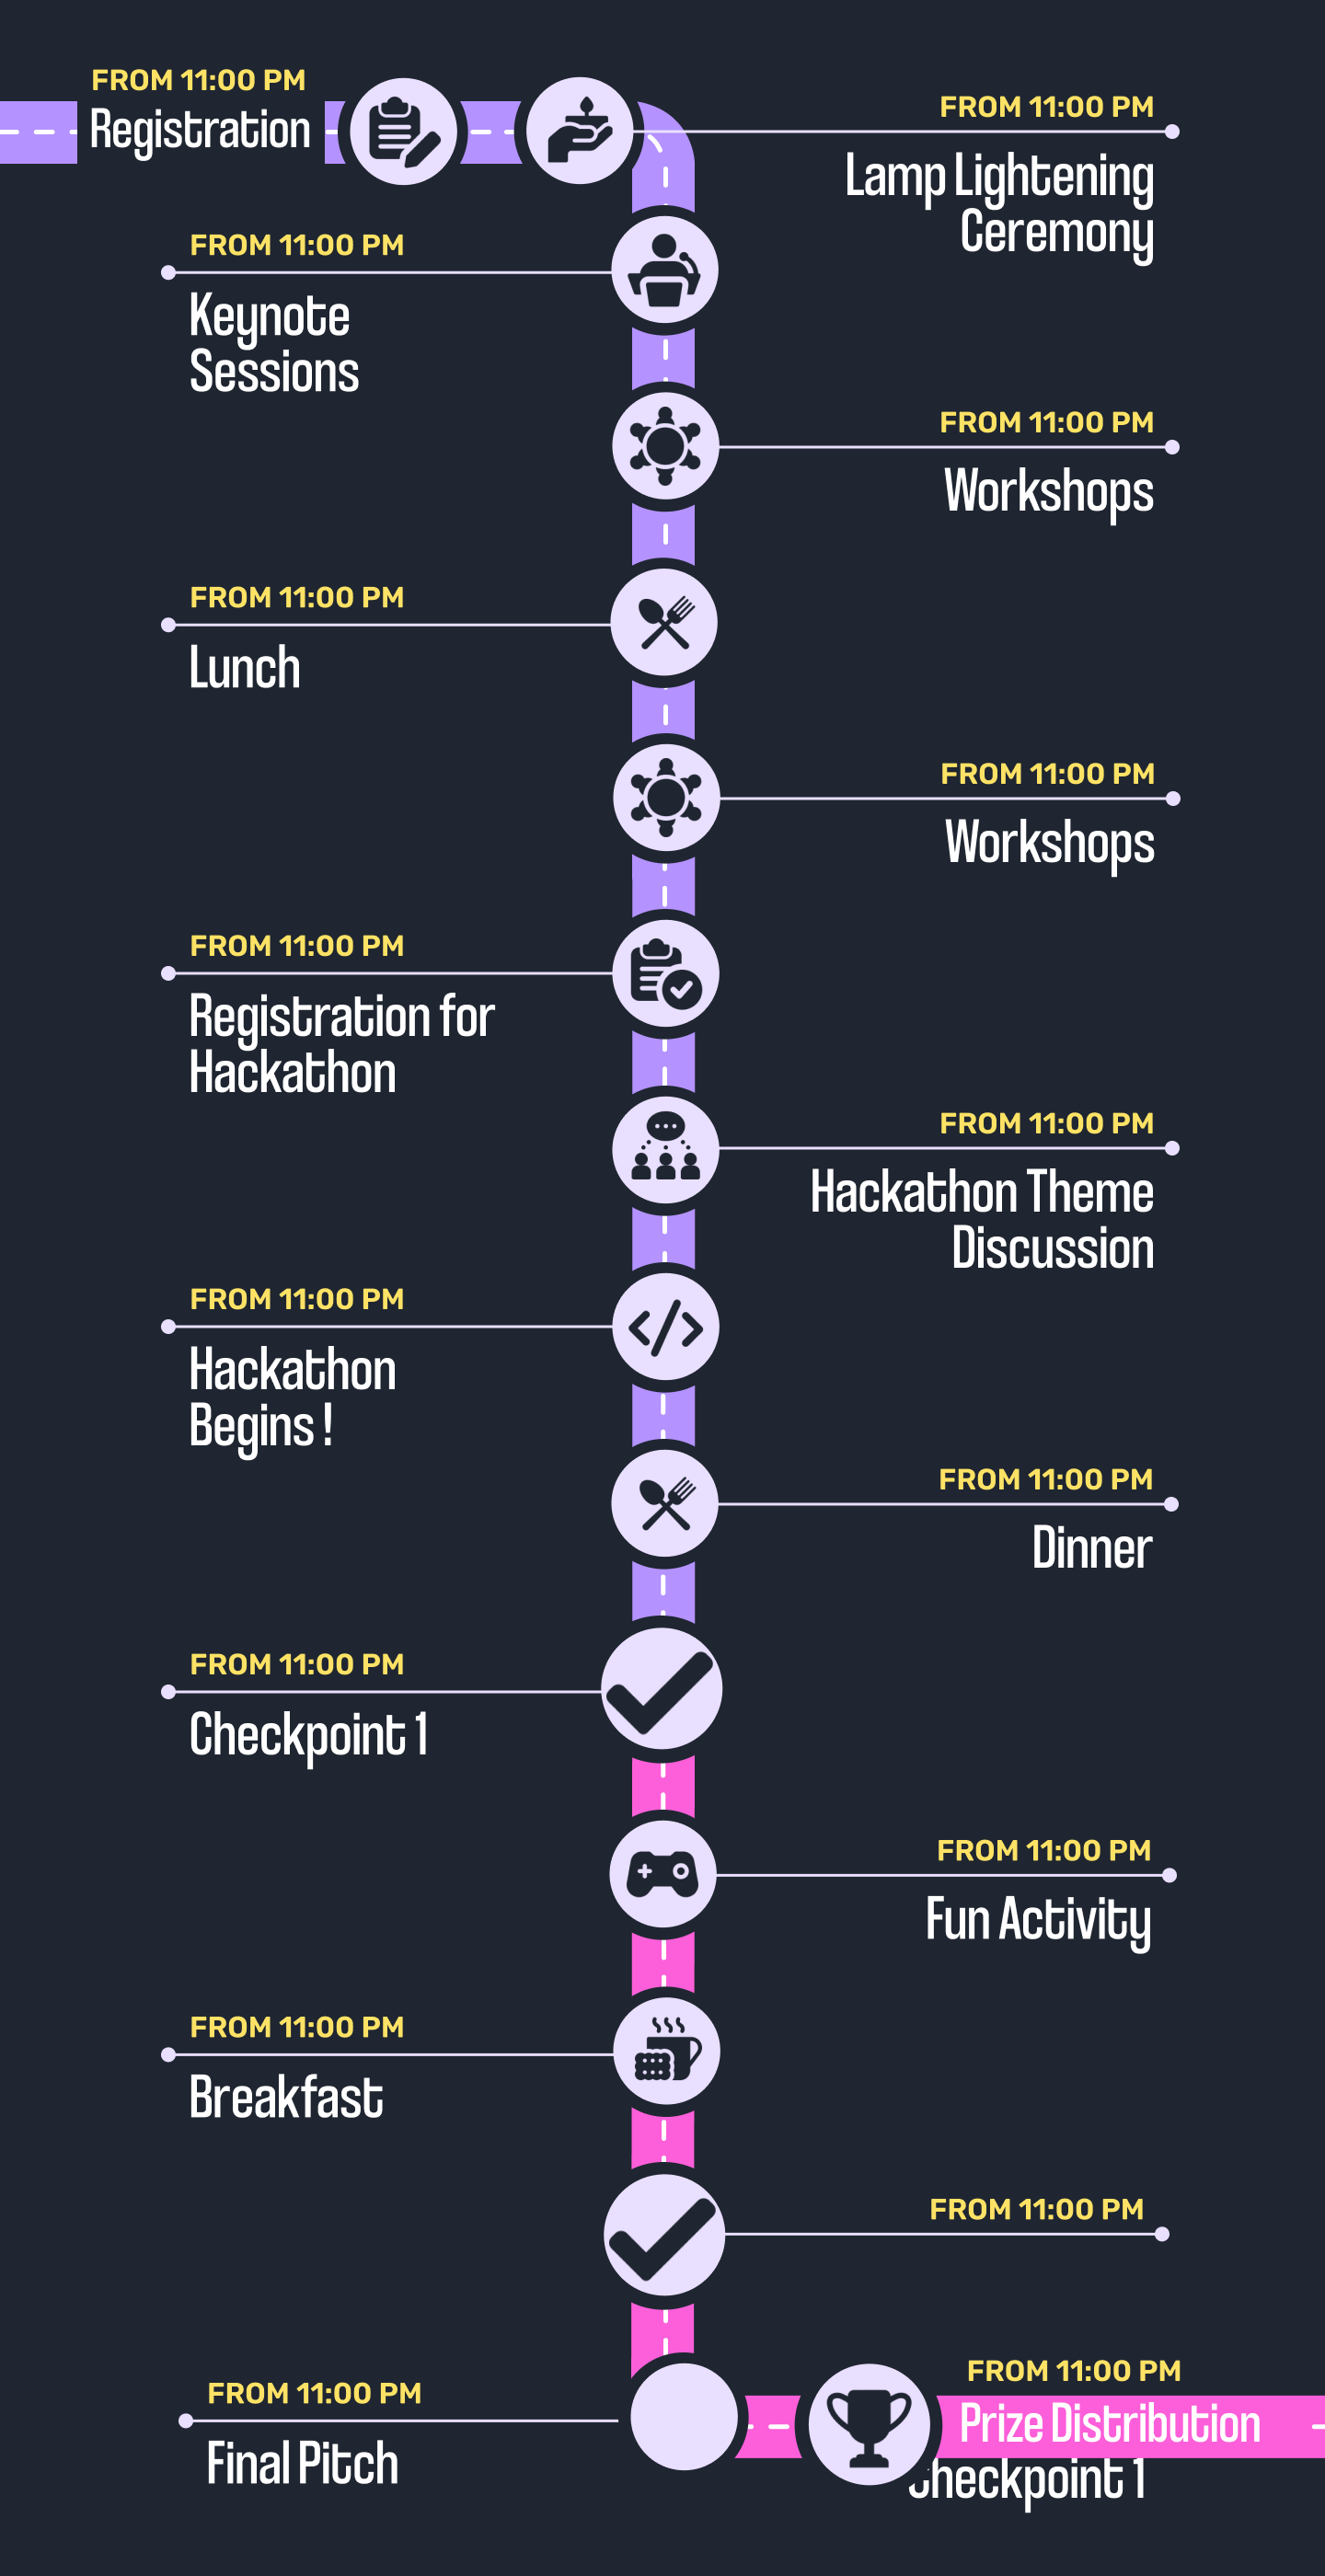 FROM 11:00 PM
Registration
FROM 11:00 PM
Lamp Lightening
Ceremony
FROM 11:00 PM
Keynote
Sessions
FROM 11:00 PM
Workshops
FROM 11:00 PM
Lunch
FROM 11:00 PM
Workshops
FROM 11:00 PM
Registration for
Hackathon
FROM 11:00 PM
Hackathon Theme
Discussion
FROM 11:00 PM
Hackathon
Begins !
FROM 11:00 PM
Dinner
FROM 11:00 PM
Checkpoint 1
FROM 11:00 PM
Fun Activity
FROM 11:00 PM
Breakfast
FROM 11:00 PM
FROM 11:00 PM
Prize Distribution
Checkpoint 1
FROM 11:00 PM
Final Pitch